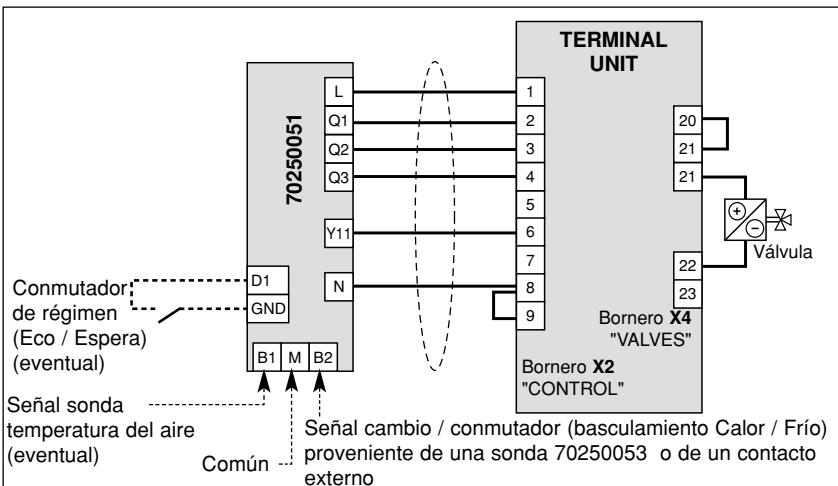 TERMINAL
UNIT
70250051
L
Q1
Q2
Q3
Y11
N
D1
GND
B1 M B2
1
2
3
4
5
6
7
8
9
20
21
21
22
23
Válvula
Bornero X4
"VALVES"
Bornero X2
"CONTROL"
Conmutador
de régimen
(Eco / Espera)
(eventual)
Señal sonda
temperatura del aire
(eventual)
Común
Señal cambio / conmutador (basculamiento Calor / Frío)
proveniente de una sonda 70250053 o de un contacto
externo